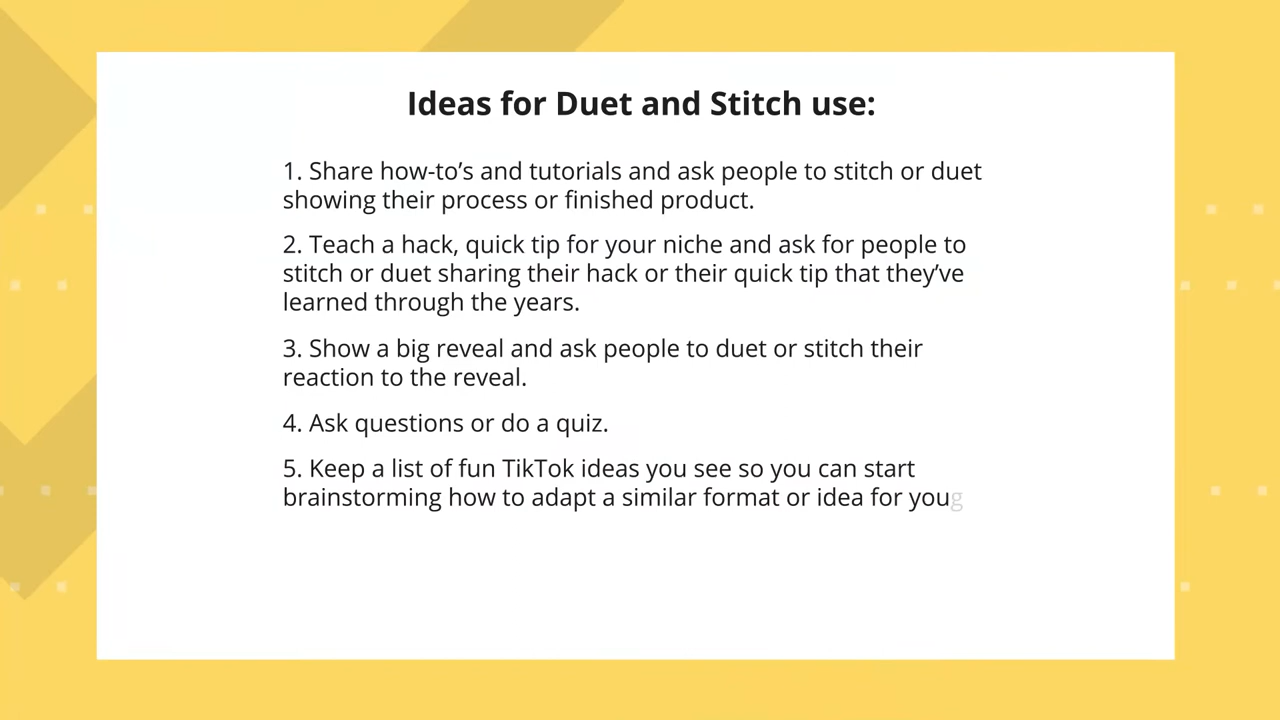 Ideas for Duet and Stitch use:
1. Share how-to’s and tutorials and ask people to stitch or duet
showing their process or finished product.
2. Teach a hack, quick tip for your niche and ask for people to
stitch or duet sharing their hack or their quick tip that they’ve
learned through the years.
3. Show a big reveal and ask people to duet or stitch their
reaction to the reveal.
4. Ask questions or do a quiz.
5. Keep a list of fun TikTok ideas you see so you can start
brainstorming how to adapt a similar format or idea for you